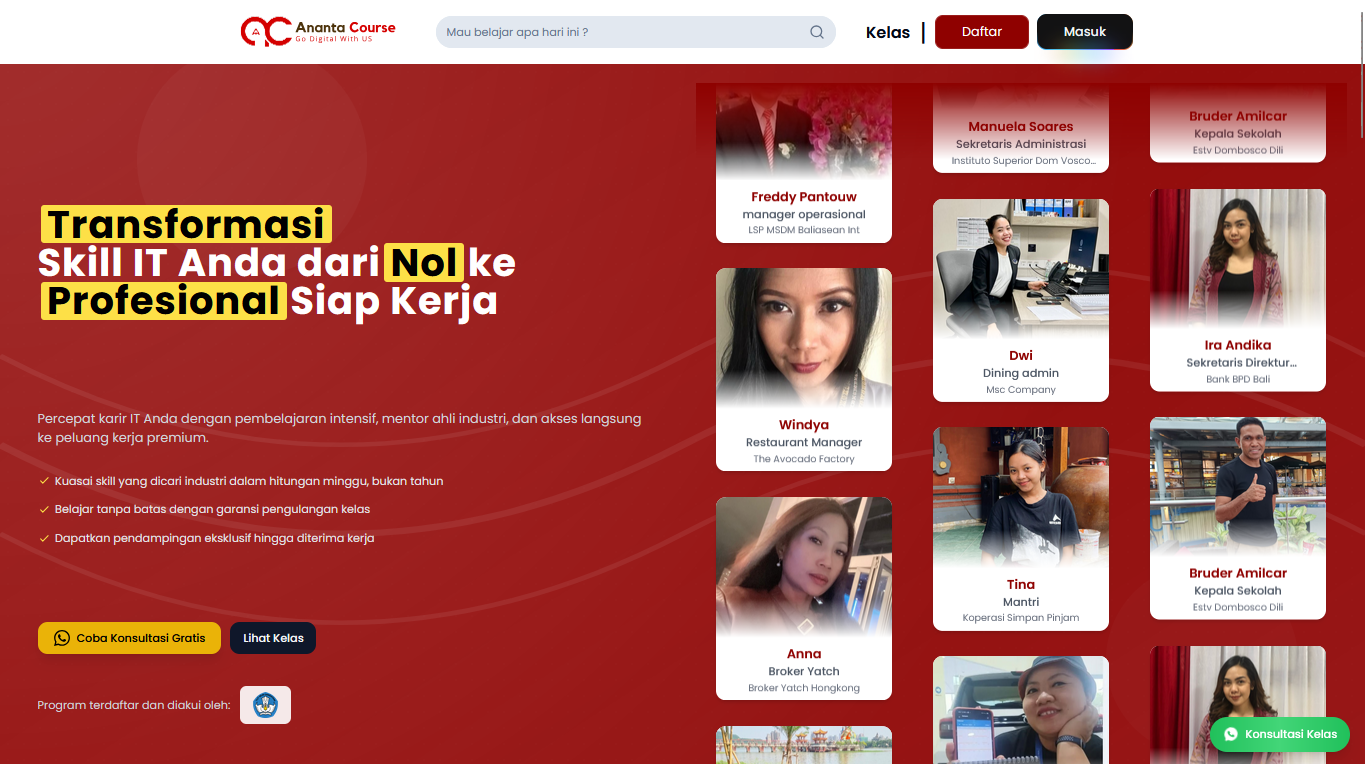 Ananta Course
Go Digital With US
Mau belajar apa hari ini ?
Kelas
Daftar
Masuk
Transformasi
Skill IT Anda dari Nol ke
Profesional Siap Kerja
Percepat karir IT Anda dengan pembelajaran intensif, mentor ahli industri, dan akses langsung
ke peluang kerja premium.
Kuasai skill yang dicari industri dalam hitungan minggu, bukan tahun
Belajar tanpa batas dengan garansi pengulangan kelas
Dapatkan pendampingan eksklusif hingga diterima kerja
Coba Konsultasi Gratis
Lihat Kelas
Program terdaftar dan diakui oleh:
Freddy Pantouw
manager operasional
LSP MSDM Baliasean Int
Windya
Restaurant Manager
The Avocado Factory
Anna
Broker Yatch
Broker Yatch Hongkong
Manuela Soares
Sekretaris Administrasi
Instituto Superior Dom Vosco...
Dwi
Dining admin
Msc Company
Tina
Mantri
Koperasi Simpan Pinjam
Bruder Amilcar
Kepala Sekolah
Estv Dombosco Dili
Ira Andika
Sekretaris Direktur...
Bank BPD Bali
Bruder Amilcar
Kepala Sekolah
Estv Dombosco Dili
Konsultasi Kelas